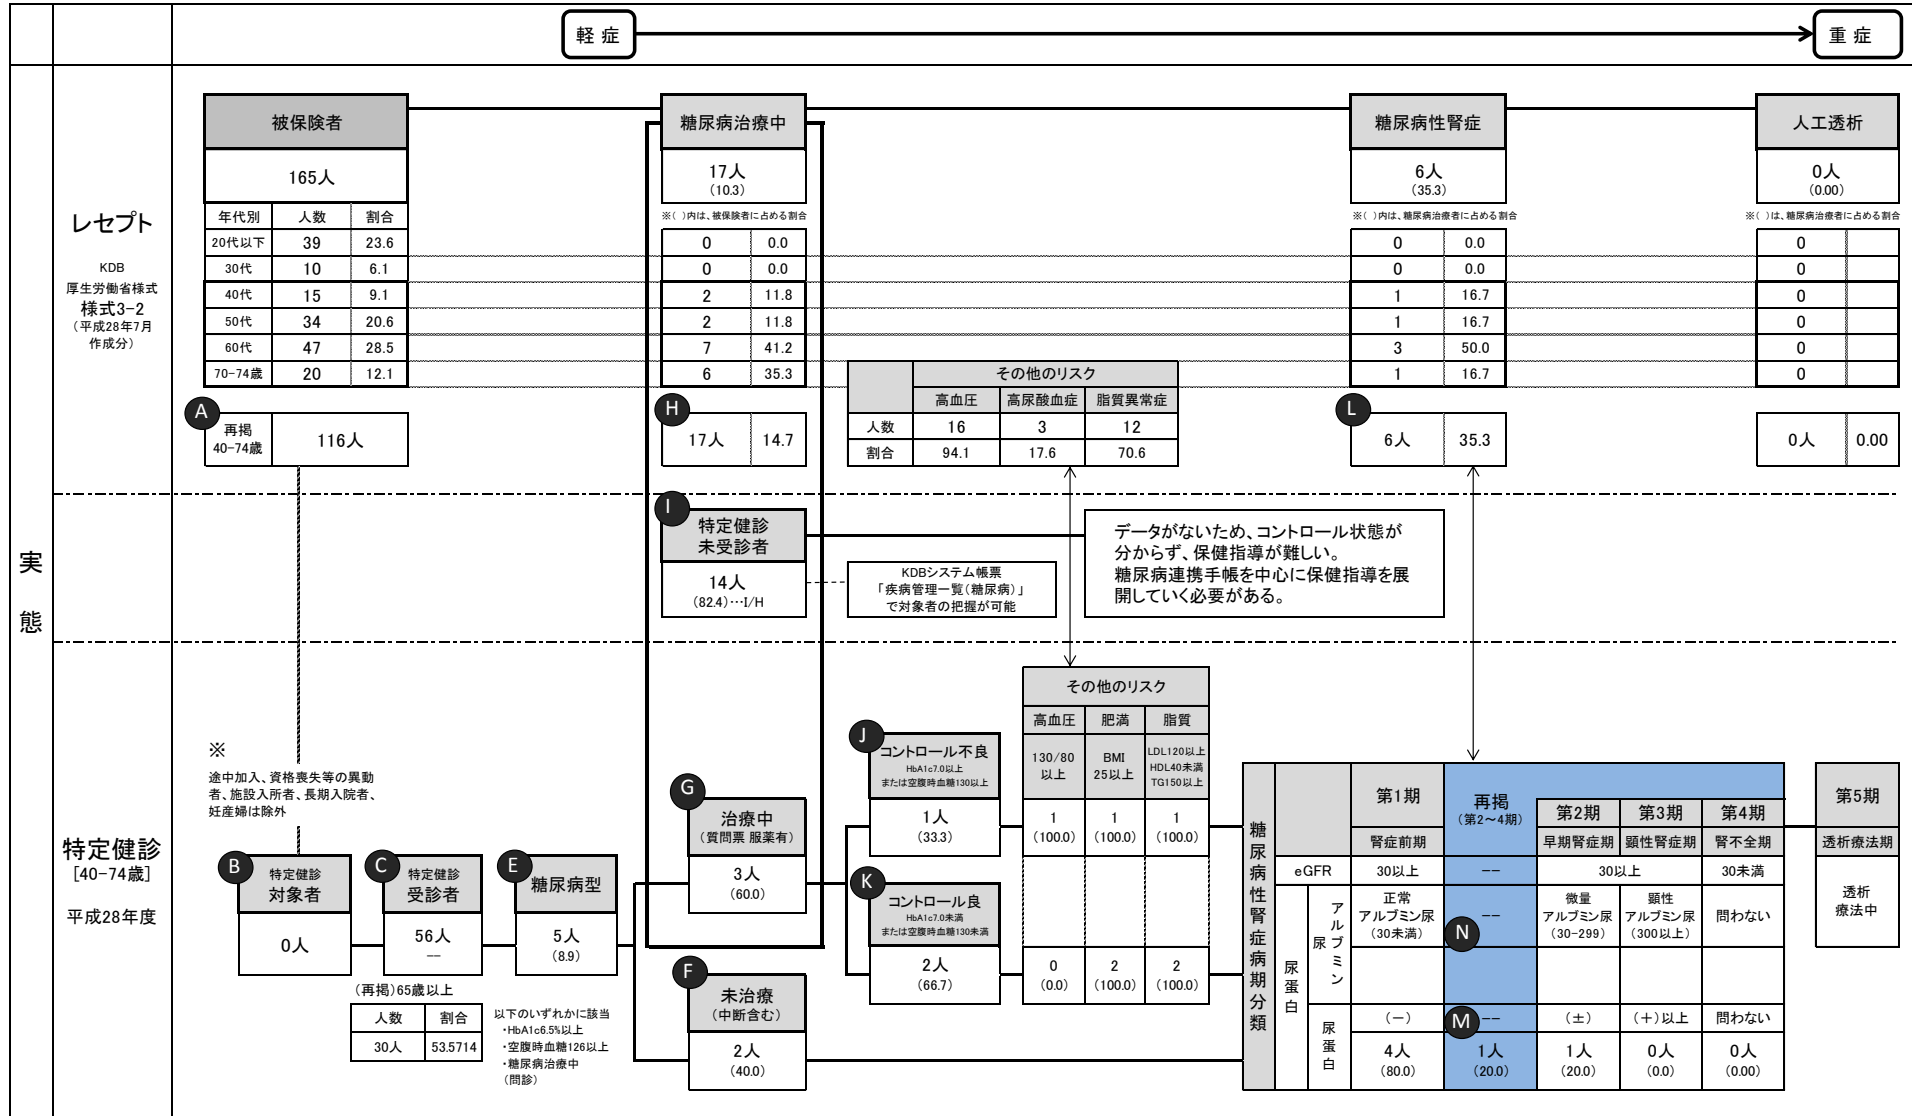 軽 症
重 症
実
態
レセプト
KDB
厚生労働省様式
様式3-2
(平成28年7月
作成分)
被保険者
165人
年代別 人数 割合
20代以下 39 23.6
30代 10 6.1
40代 15 9.1
50代 34 20.6
60代 47 28.5
70-74歳 20 12.1
A
再掲
40-74歳
116人
糖尿病治療中
17人
(10.3)
※( )内は、被保険者に占める割合
0 0.0
0 0.0
2 11.8
2 11.8
7 41.2
6 35.3
H
17人 14.7
その他のリスク
高血圧 高尿酸血症 脂質異常症
人数 16 3 12
割合 94.1 17.6 70.6
糖尿病性腎症
6人
(35.3)
※( )内は、糖尿病治療者に占める割合
0 0.0
0 0.0
1 16.7
1 16.7
3 50.0
1 16.7
L
6人 35.3
人工透析
0人
(0.00)
※( )は、糖尿病治療者に占める割合
0
0
0
0
0
0
0人 0.00
I
特定健診
未受診者
14人
(82.4)…I/H
KDBシステム帳票
「疾病管理一覧(糖尿病)」
で対象者の把握が可能
データがないため、コントロール状態が
分からず、保健指導が難しい。
糖尿病連携手帳を中心に保健指導を展
開していく必要がある。
特定健診
[40-74歳]
平成28年度
※
途中加入、資格喪失等の異動
者、施設入所者、長期入院者、
妊産婦は除外
B
特定健診
対象者
0人
C
特定健診
受診者
56人
--
(再掲)65歳以上
人数 割合
30人 53.5714
E
糖尿病型
5人
(8.9)
以下のいずれかに該当
・HbA1c6.5%以上
・空腹時血糖126以上
・糖尿病治療中
(問診)
G
治療中
(質問票 服薬有)
3人
(60.0)
F
未治療
(中断含む)
2人
(40.0)
J
コントロール不良
HbA1c7.0以上
または空腹時血糖130以上
1人
(33.3)
K
コントロール良
HbA1c7.0未満
または空腹時血糖130未満
2人
(66.7)
その他のリスク
高血圧 肥満 脂質
130/80
以上
BMI
25以上
LDL120以上
HDL40未満
TG150以上
1 1 1
(100.0) (100.0) (100.0)
0 2 2
(0.0) (100.0) (100.0)
糖尿病性腎症病期分類
第1期
再掲
(第2～4期)
第2期 第3期 第4期
第5期
腎症前期 早期腎症期 顕性腎症期 腎不全期 透析療法期
eGFR 30以上 -- 30以上 30未満
尿蛋白
尿アルブミン
正常
アルブミン尿
(30未満)
N
--
微量
アルブミン尿
(30-299)
顕性
アルブミン尿
(300以上)
問わない
透析
療法中
尿蛋白
(-) M -- (±) (+)以上 問わない
4人 1人 1人 0人 0人
(80.0) (20.0) (20.0) (0.0) (0.00)